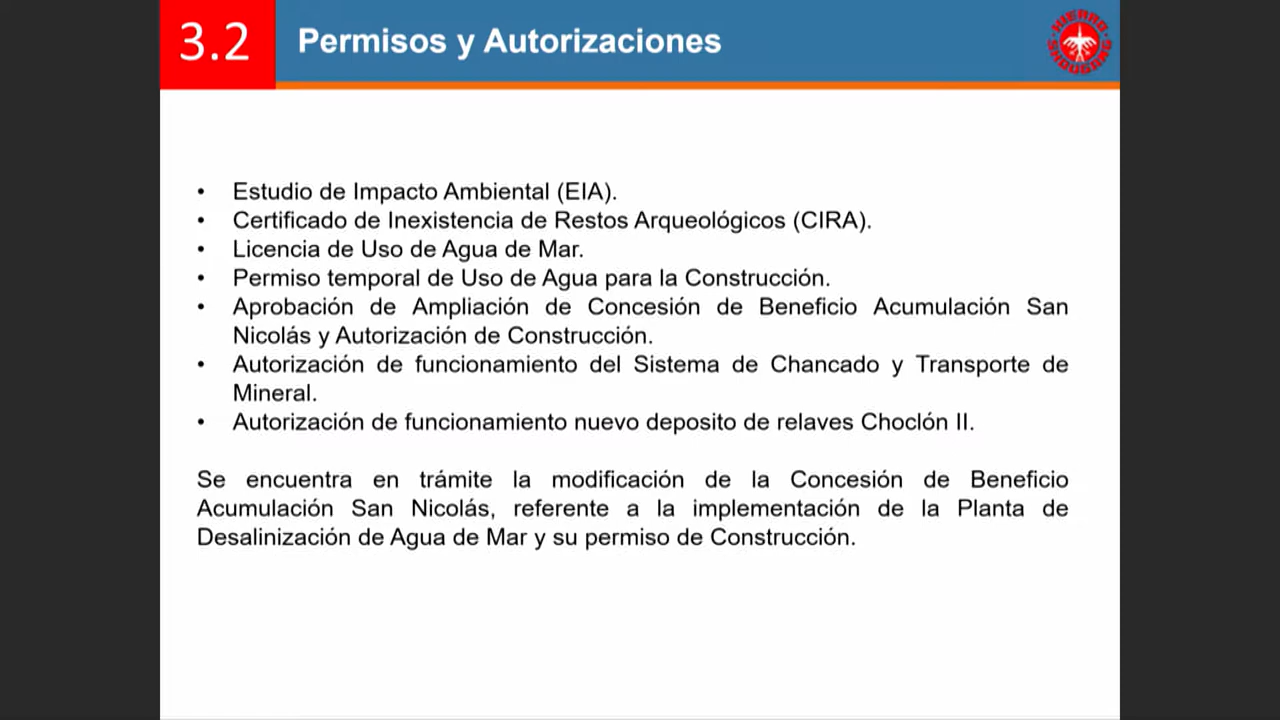 3.2
Permisos y Autorizaciones
HIERRO
SHOUGANG
• Estudio de Impacto Ambiental (EIA).
• Certificado de Inexistencia de Restos Arqueológicos (CIRA).
• Licencia de Uso de Agua de Mar.
• Permiso temporal de Uso de Agua para la Construcción.
• Aprobación de Ampliación de Concesión de Beneficio Acumulación San
Nicolás y Autorización de Construcción.
• Autorización de funcionamiento del Sistema de Chancado y Transporte de
Mineral.
• Autorización de funcionamiento nuevo deposito de relaves Choclón II.
Se encuentra en trámite la modificación de la Concesión de Beneficio
Acumulación San Nicolás, referente a la implementación de la Planta de
Desalinización de Agua de Mar y su permiso de Construcción.